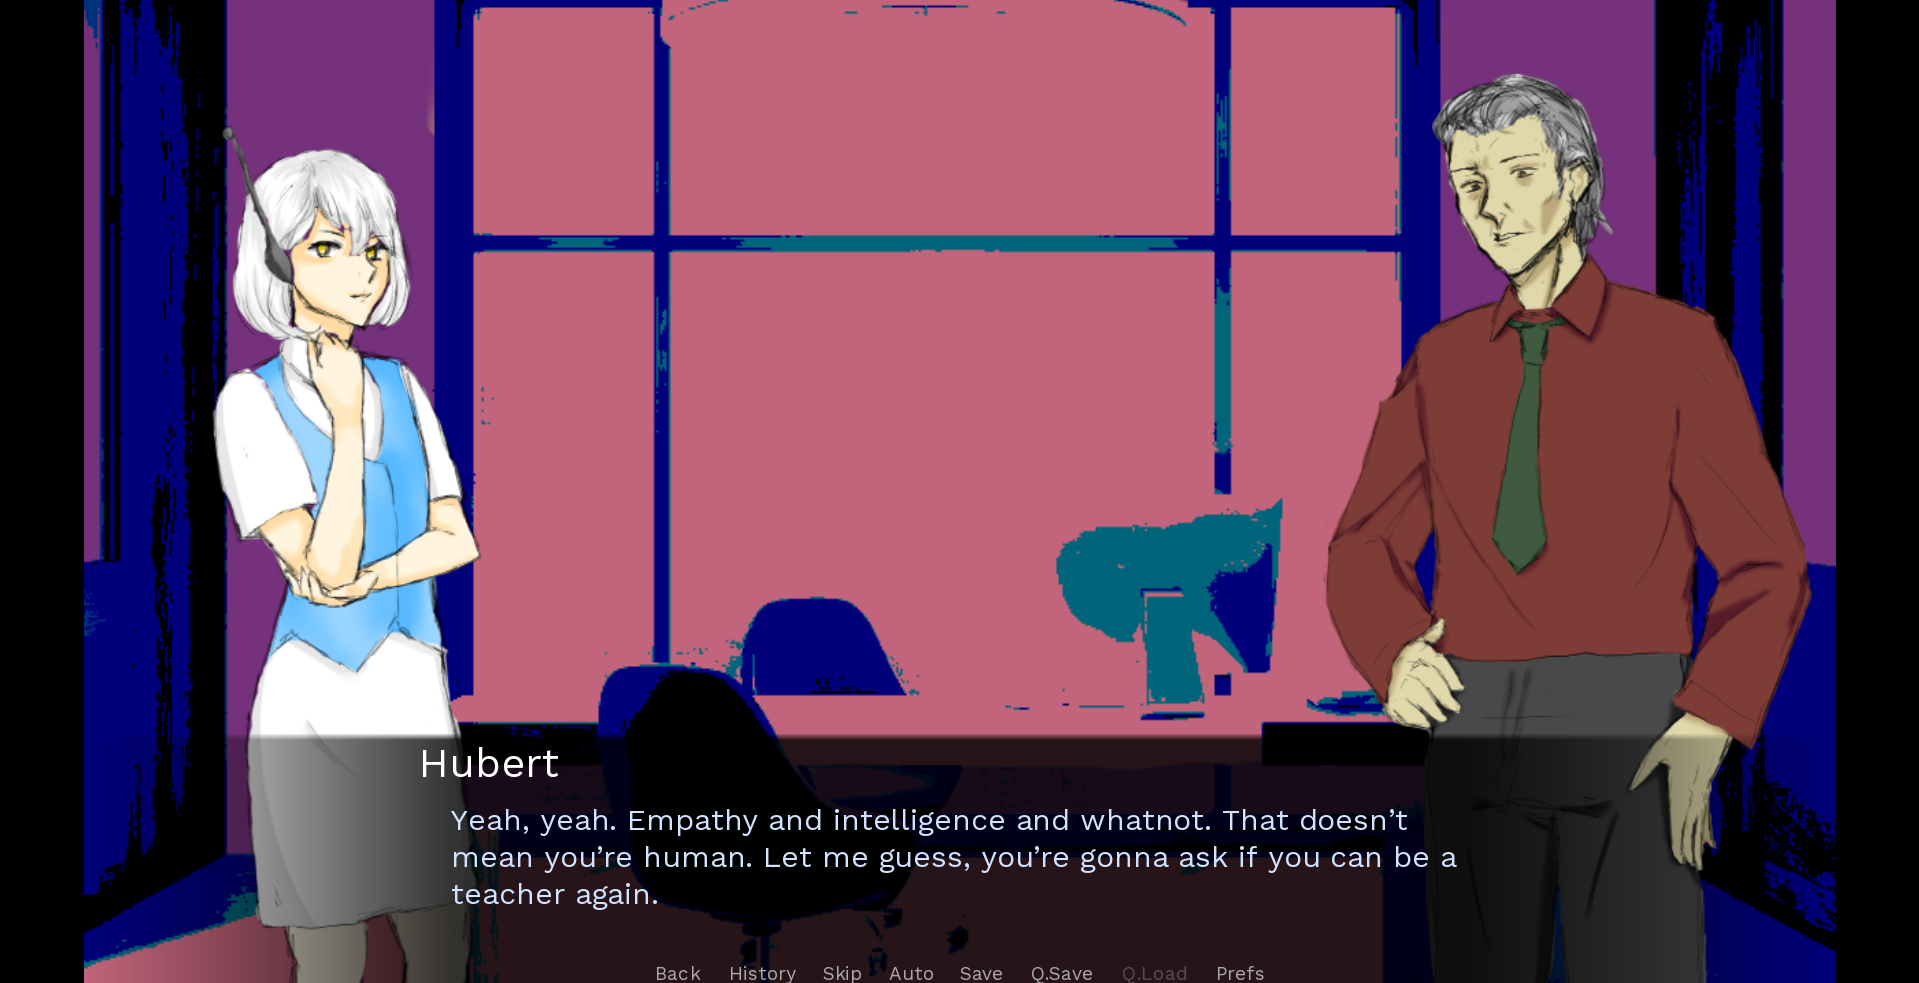 Hubert
Yeah, yeah. Empathy and intelligence and whatnot. That doesn’t
mean you’re human. Let me guess, you’re gonna ask if you can be a
teacher again.
Back History Skip Auto Save Q.Save Q.Load Prefs